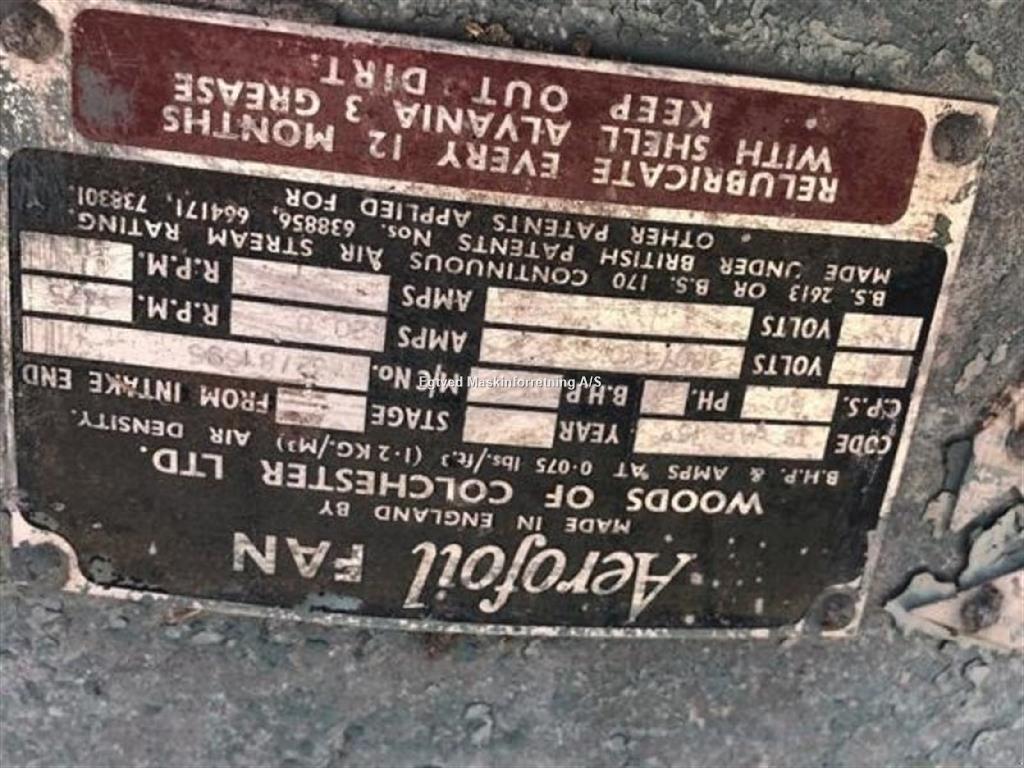 Aerofoil FAN
MADE IN ENGLAND BY
WOODS OF COLCHESTER LTD.
B.H.P. & AMPS AT 0·075 lbs/ft.³ (1·2 KG./M³) AIR DENSITY.
CODE YEAR STAGE FROM INTAKE END
C.P.S. PH. B.H.P. M/c No.
VOLTS AMPS R.P.M.
VOLTS AMPS R.P.M.
B.S. 2613 OR B.S. 170 CONTINUOUS AIR STREAM RATING
MADE UNDER BRITISH PATENTS Nos. 638856, 664171, 738301.
OTHER PATENTS APPLIED FOR
RELUBRICATE EVERY 12 MONTHS
WITH SHELL ALVANIA 3 GREASE
KEEP OUT DIRT.
Egtved Maskinforretning A/S